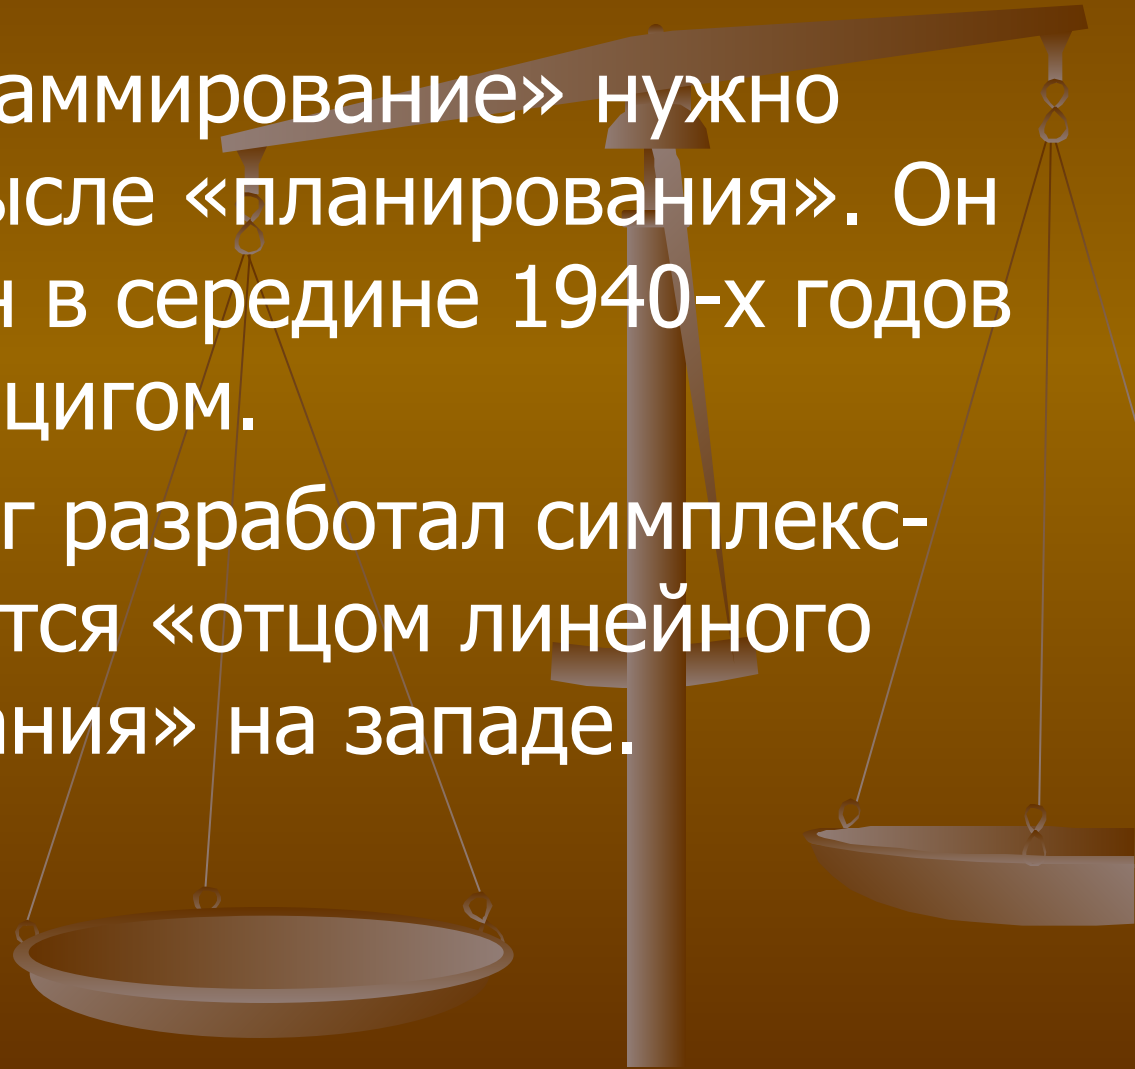 аммирование» нужно
ысле «планирования». Он
н в середине 1940-х годов
цигом.
г разработал симплекс-
тся «отцом линейного
ания» на западе.